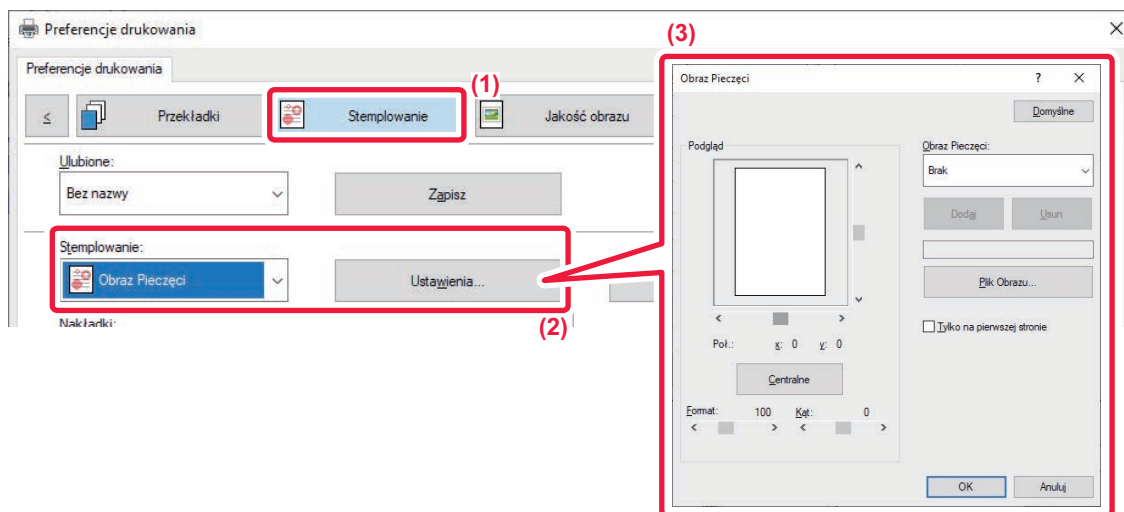 Preferencje drukowania
Preferencje drukowania
(1)
≤ Przekładki Stemplowanie Jakość obrazu
Ulubione:
Bez nazwy Zapisz
Stemplowanie:
Obraz Pieczęci Ustawienia...
Nakładki:
(2)
(3)
Obraz Pieczęci ?
Domyślne
Podgląd
Obraz Pieczęci:
Brak
Dodaj Usun
Plik Obrazu...
Tylko na pierwszej stronie
Poł.: x: 0 y: 0
Centralne
Format: 100 Kąt: 0
OK Anuluj